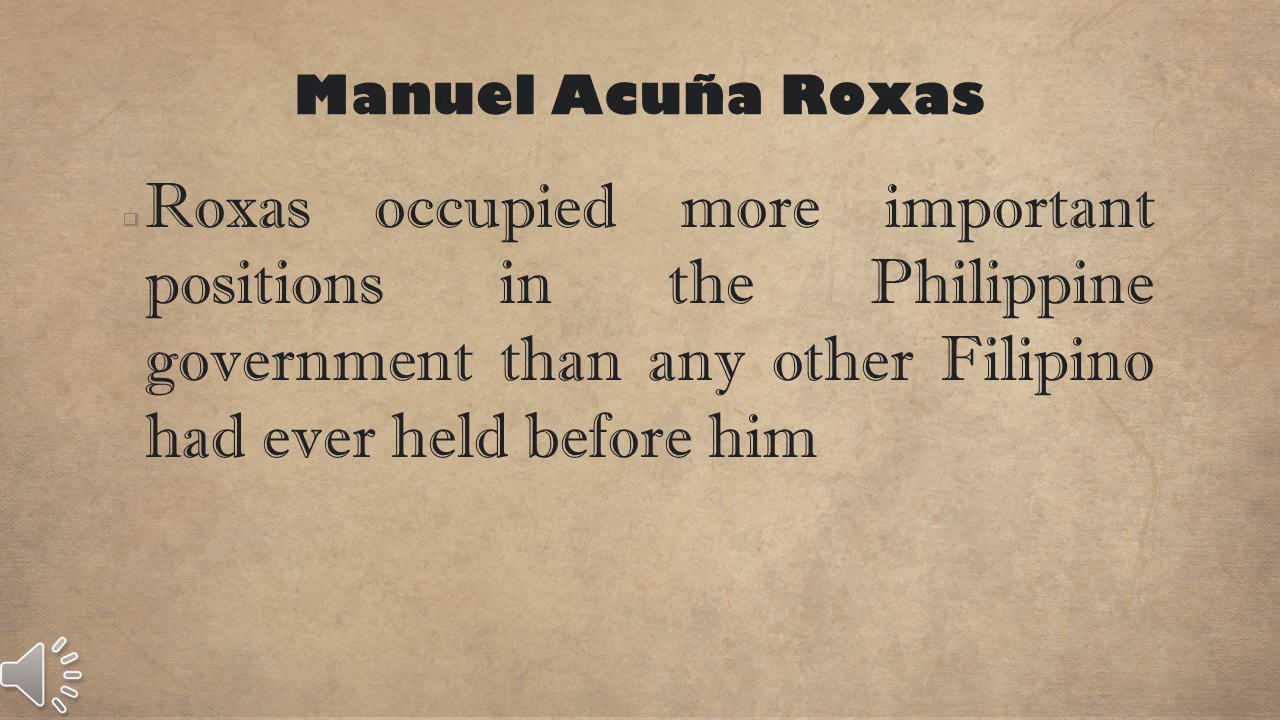 Manuel Acuña Roxas
Roxas occupied more important
positions in the Philippine
government than any other Filipino
had ever held before him